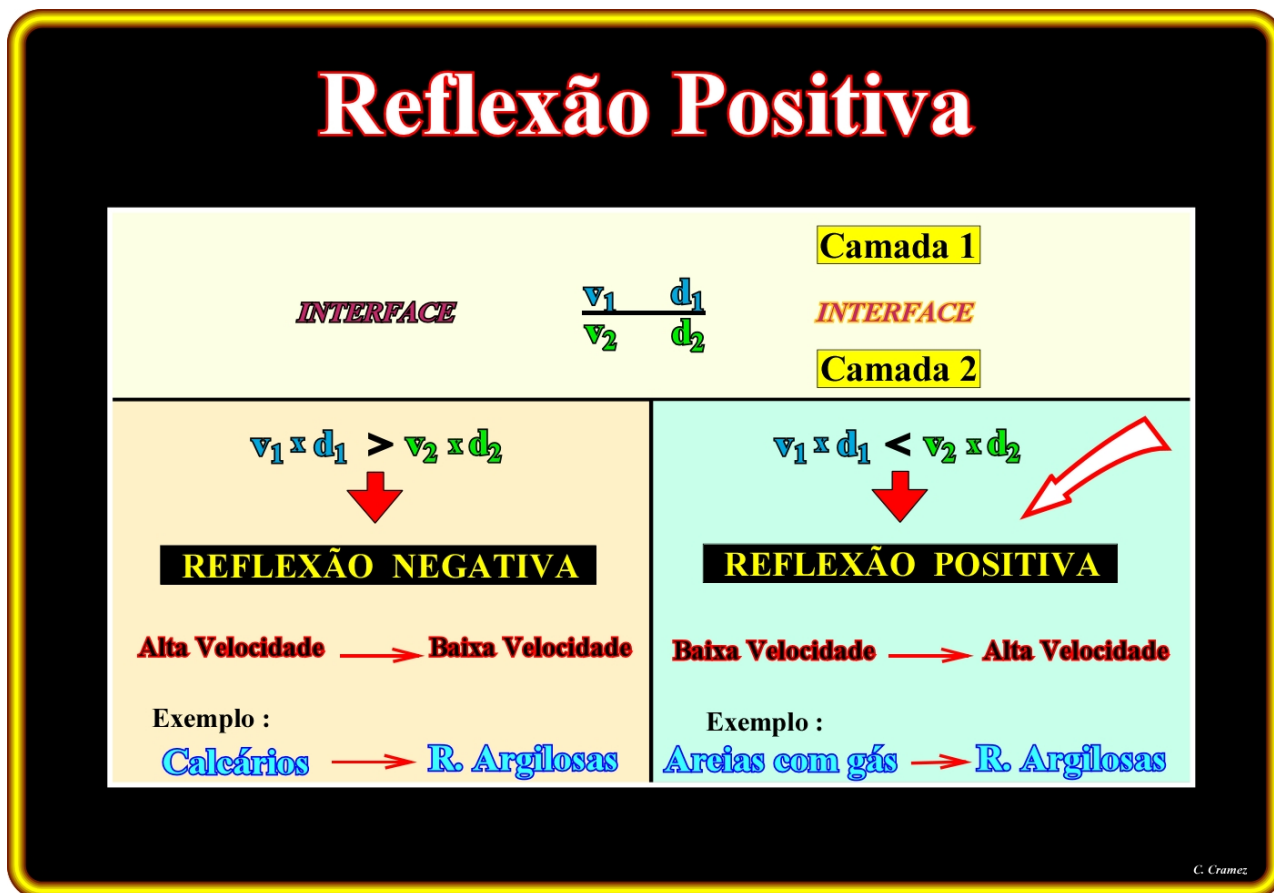 Reflexão Positiva
Camada 1
INTERFACE
v1 d1
v2 d2
INTERFACE
Camada 2
v1 x d1 > v2 x d2
REFLEXÃO NEGATIVA
Alta Velocidade
Baixa Velocidade
Exemplo :
Calcários
R. Argilosas
v1 x d1 < v2 x d2
REFLEXÃO POSITIVA
Baixa Velocidade
Alta Velocidade
Exemplo :
Areias com gás
R. Argilosas
C. Cramez